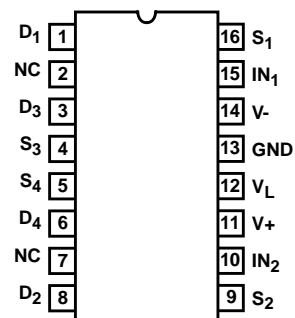 D1 1 16 S1
NC 2 15 IN1
D3 3 14 V-
S3 4 13 GND
S4 5 12 VL
D4 6 11 V+
NC 7 10 IN2
D2 8 9 S2